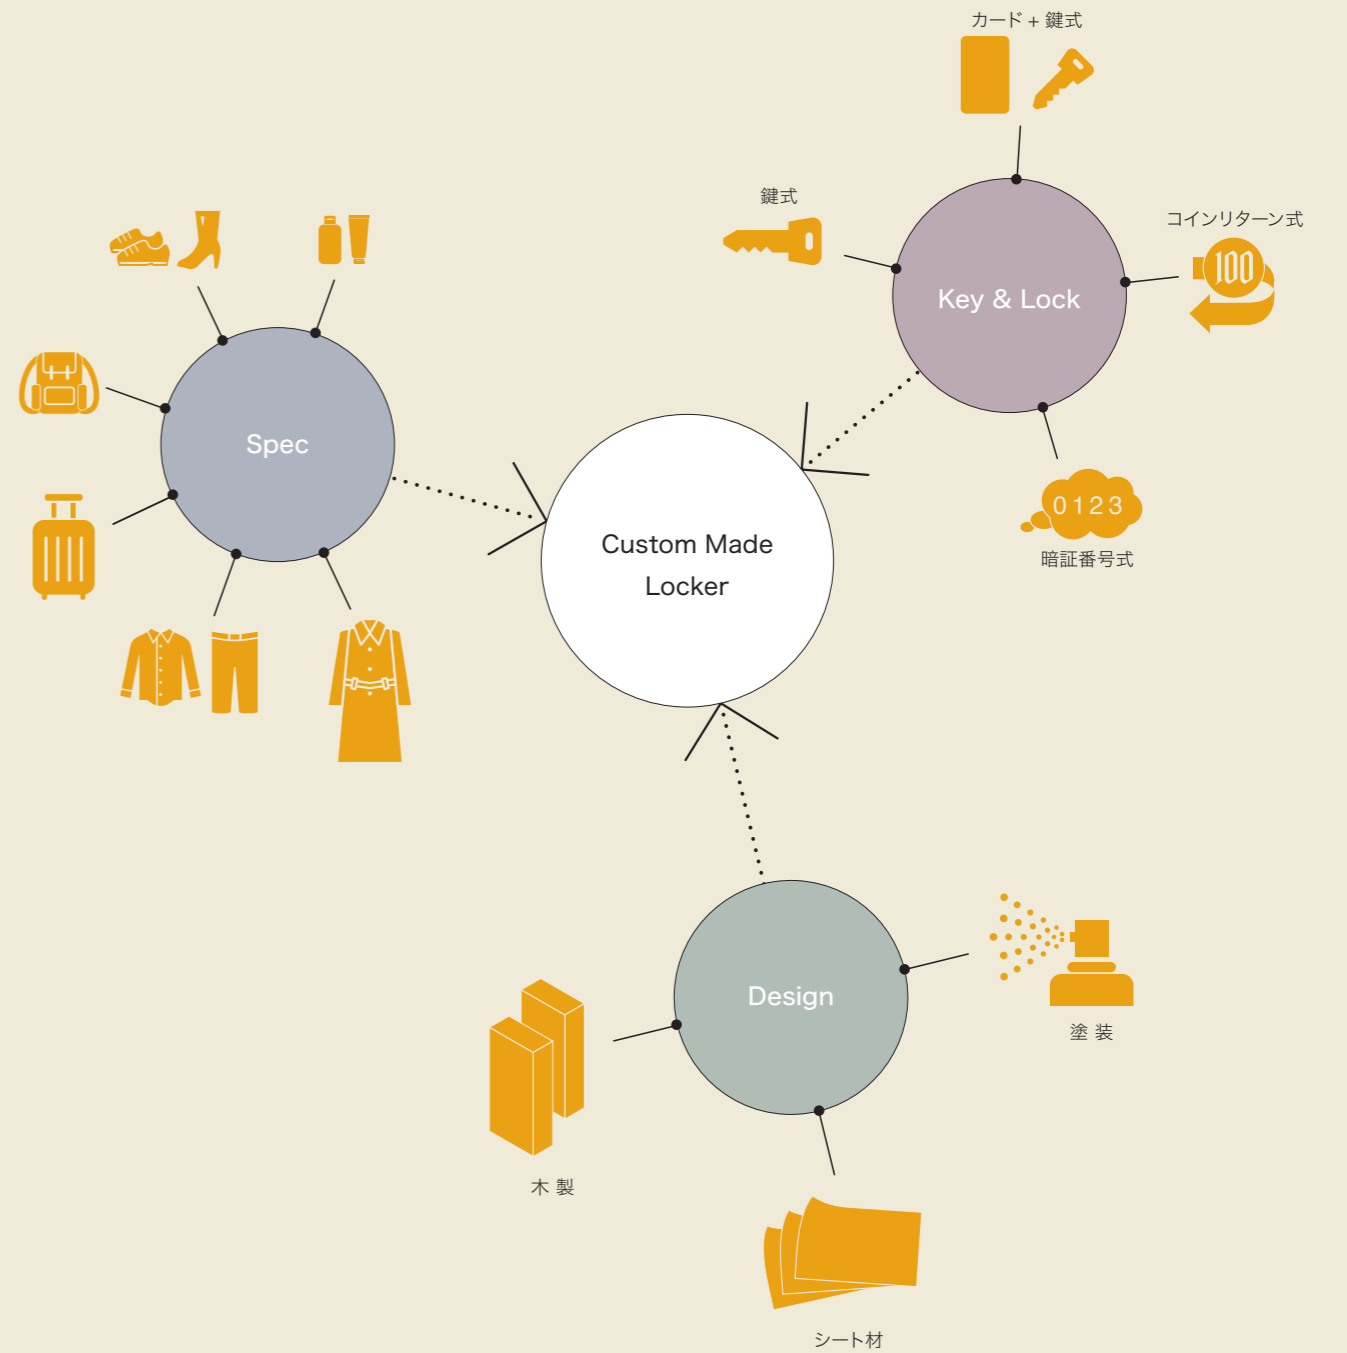 カード + 鍵式
鍵式
コインリターン式
100
Key & Lock
Spec
0123
暗証番号式
Custom Made
Locker
Design
塗 装
木 製
シート材